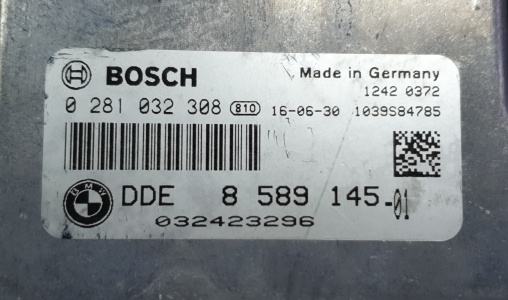 BOSCH Made in Germany
1242 0372
0 281 032 308 810 16-06-30 1039S84785
BMW DDE 8 589 145-01
032423296